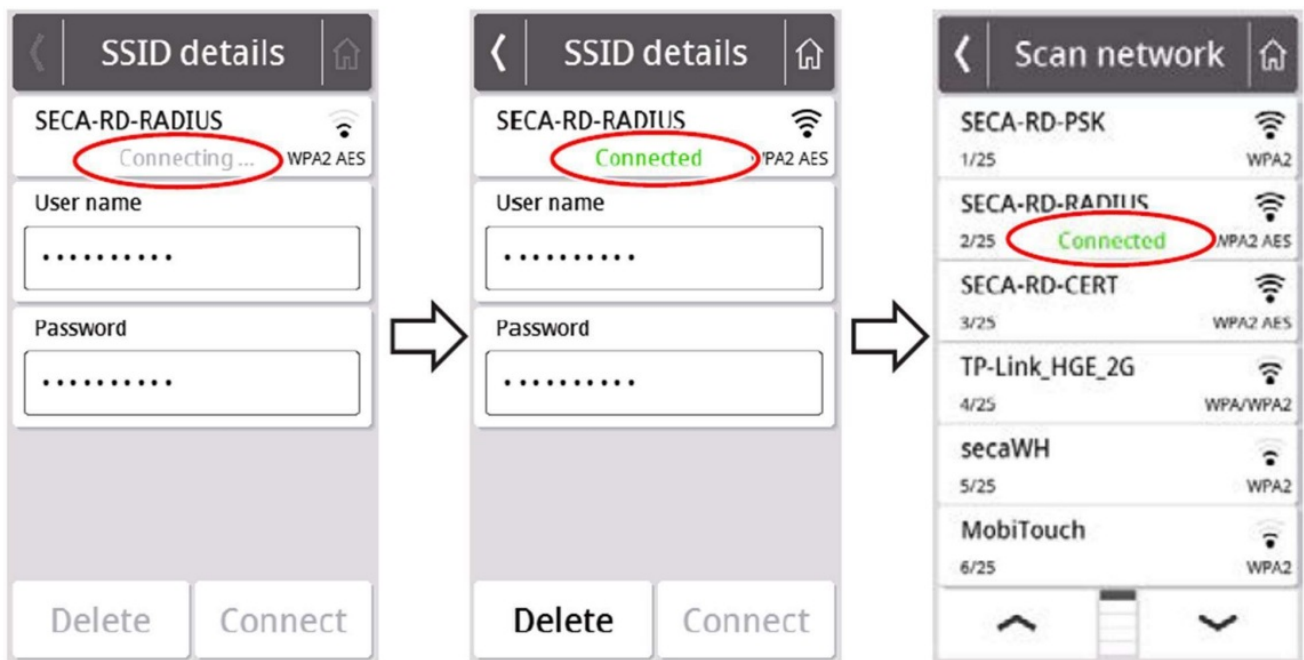 SSID details
SECA-RD-RADIUS
Connecting ... WPA2 AES
User name
••••••••••
Password
••••••••••
Delete Connect
SSID details
SECA-RD-RADIUS
Connected WPA2 AES
User name
••••••••••
Password
••••••••••
Delete Connect
Scan network
SECA-RD-PSK
1/25 WPA2
SECA-RD-RADIUS
2/25 Connected WPA2 AES
SECA-RD-CERT
3/25 WPA2 AES
TP-Link_HGE_2G
4/25 WPA/WPA2
secaWH
5/25 WPA2
MobiTouch
6/25 WPA2